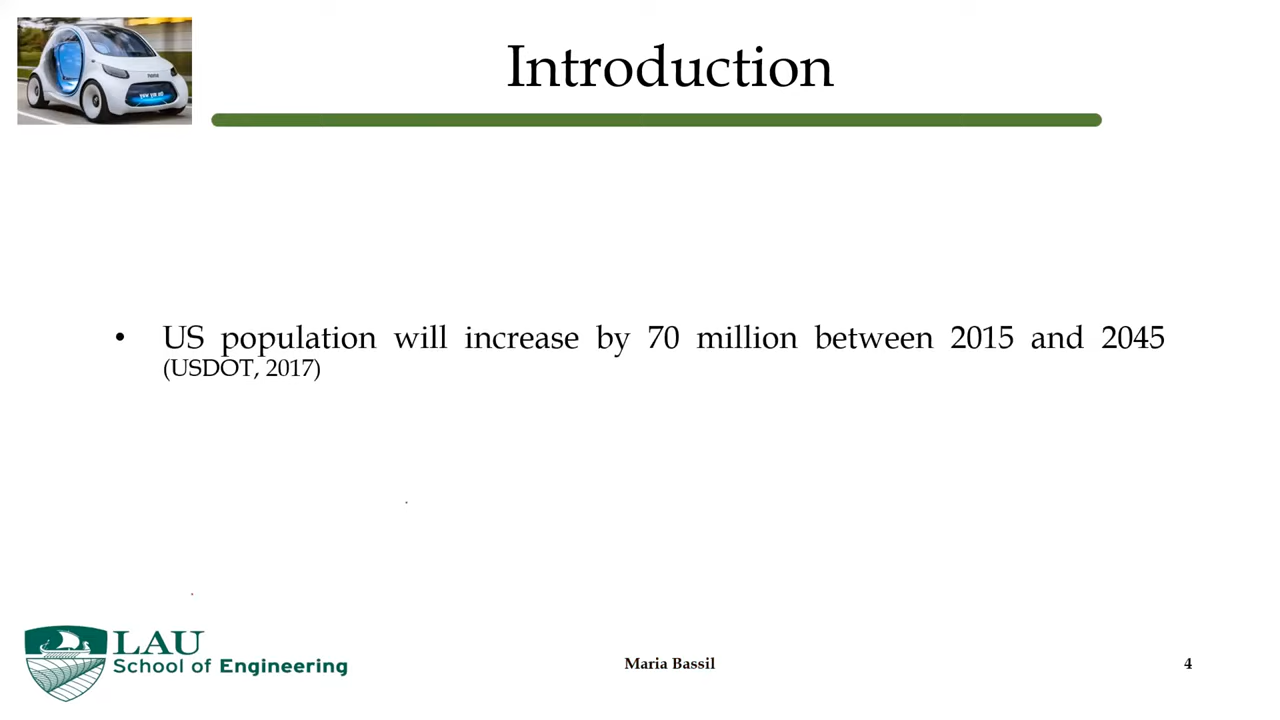 Introduction
• US population will increase by 70 million between 2015 and 2045
(USDOT, 2017)
LAU
School of Engineering
Maria Bassil
4